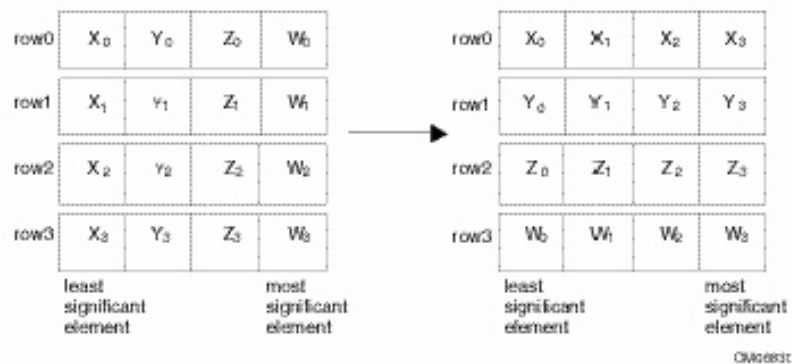 row0 X₀ Y₀ Z₀ W₀ row0 X₀ X₁ X₂ X₃
row1 X₁ Y₁ Z₁ W₁ row1 Y₀ Y₁ Y₂ Y₃
row2 X₂ Y₂ Z₂ W₂ row2 Z₀ Z₁ Z₂ Z₃
row3 X₃ Y₃ Z₃ W₃ row3 W₀ W₁ W₂ W₃
least most least most
significant significant significant significant
element element element element